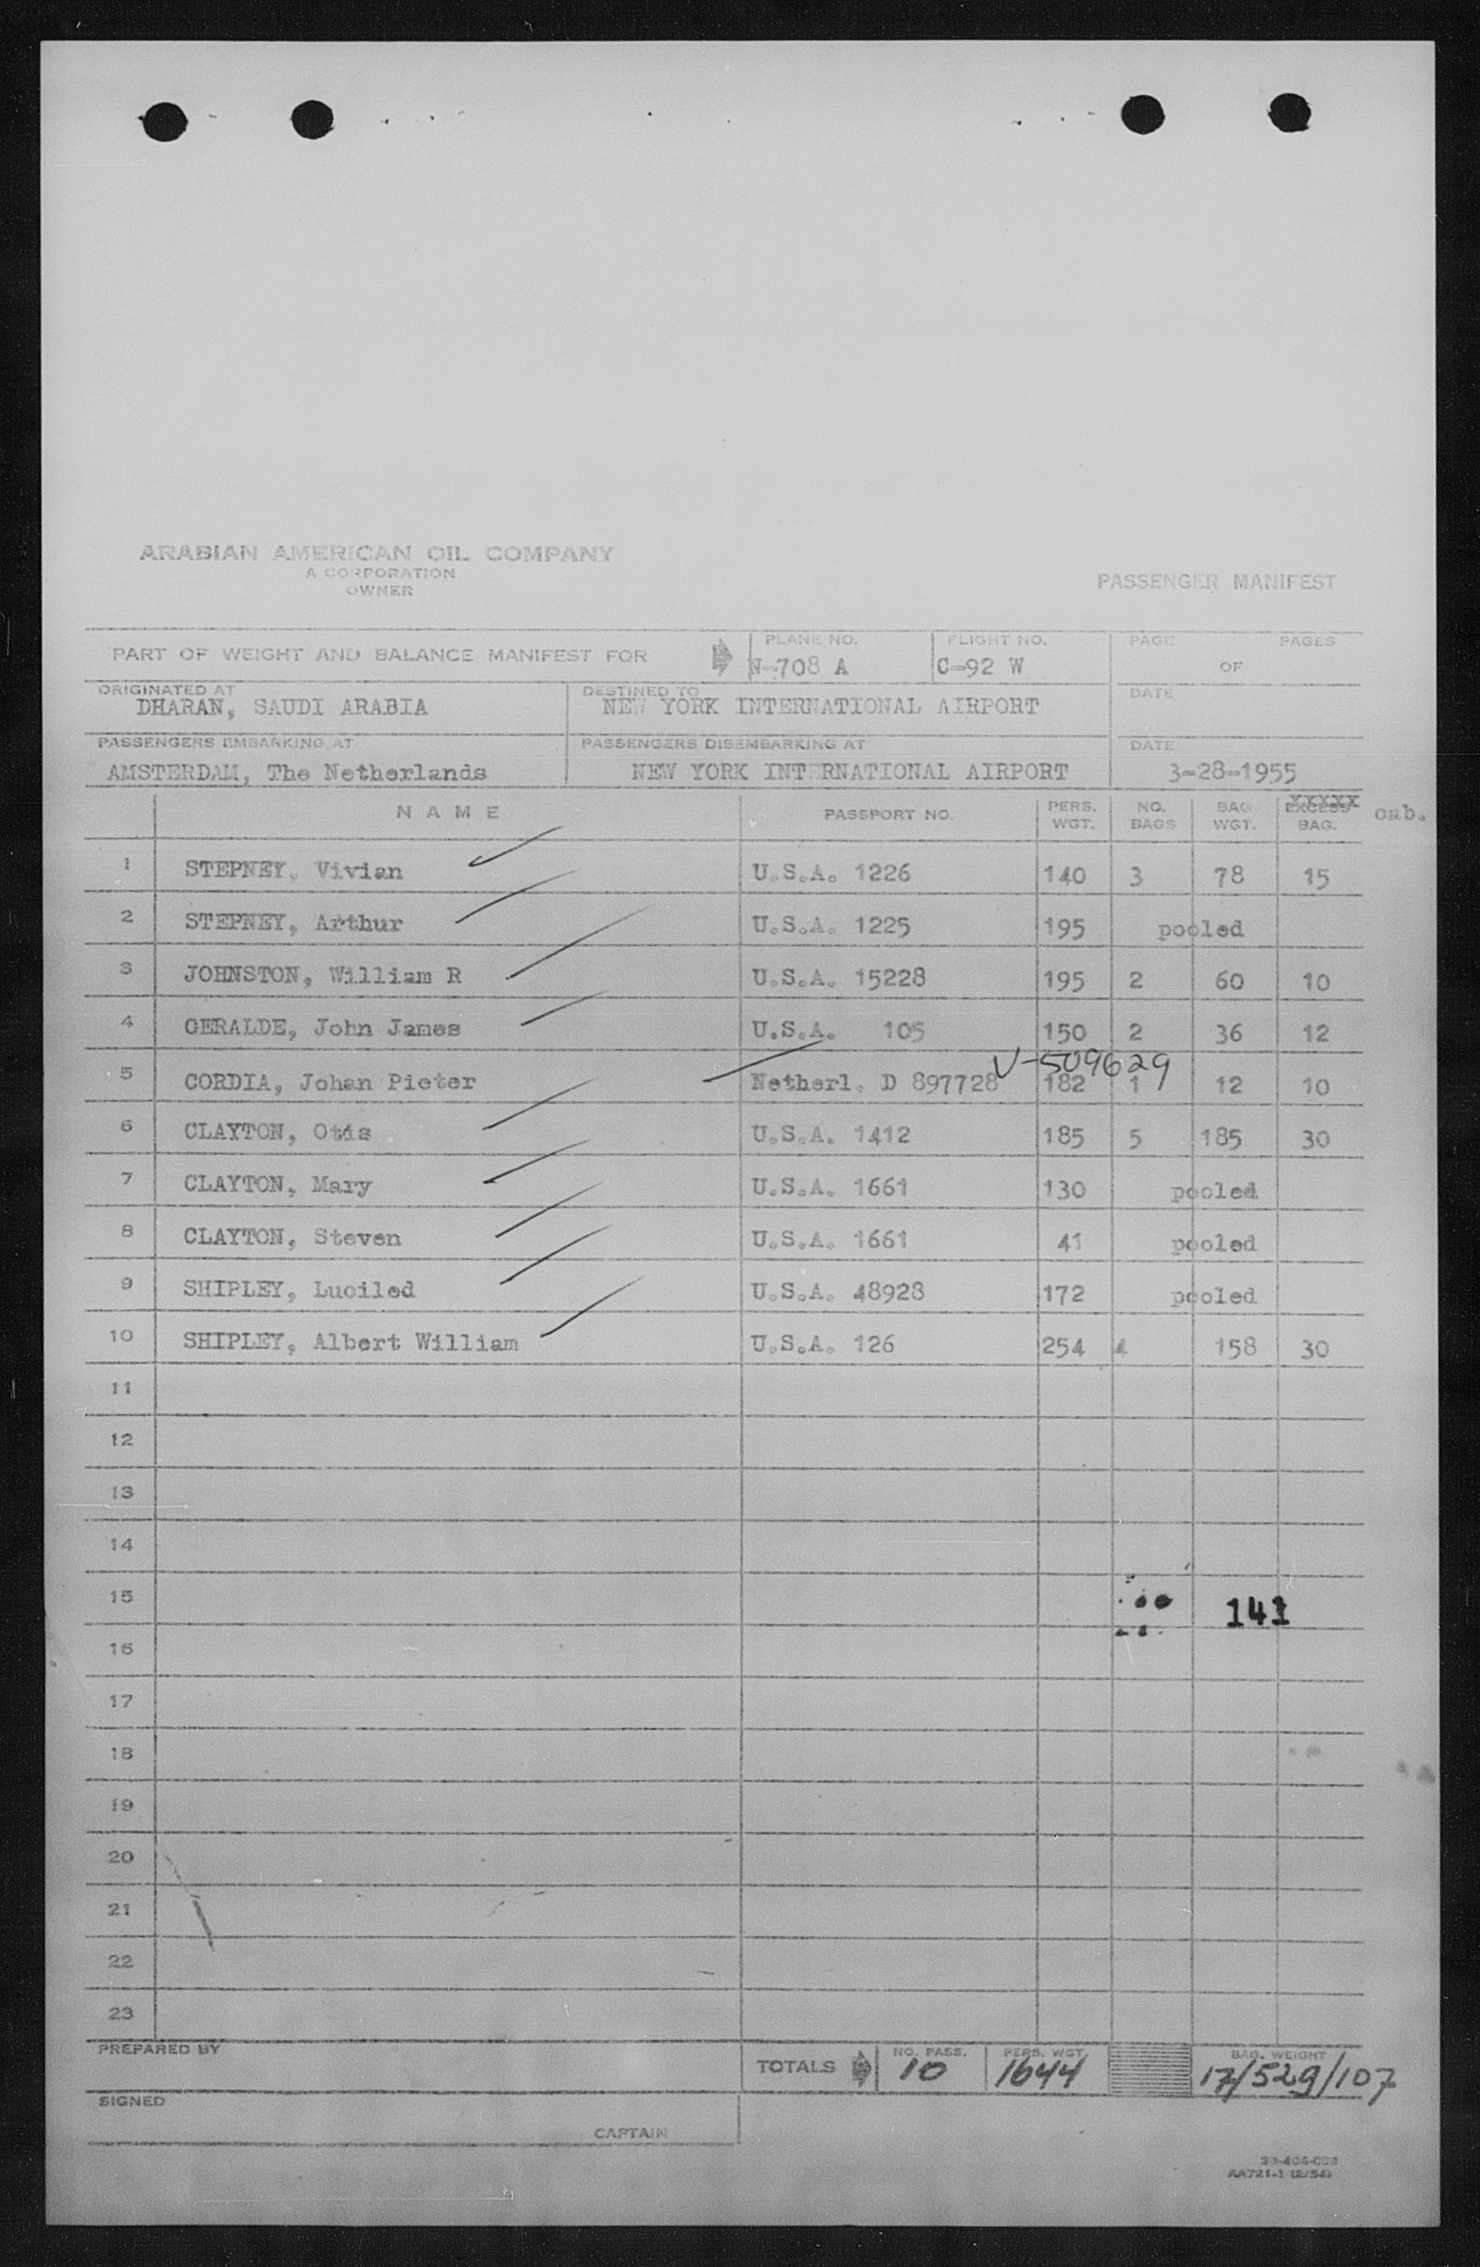 ARABIAN AMERICAN OIL COMPANY
A CORPORATION
OWNER
PASSENGER MANIFEST
PART OF WEIGHT AND BALANCE MANIFEST FOR PLANE NO. N-708 A FLIGHT NO. C-92 W PAGE OF PAGES
ORIGINATED AT DHARAN, SAUDI ARABIA DESTINED TO NEW YORK INTERNATIONAL AIRPORT DATE
PASSENGERS EMBARKING AT AMSTERDAM, The Netherlands PASSENGERS DISEMBARKING AT NEW YORK INTERNATIONAL AIRPORT DATE 3-28-1955
NAME PASSPORT NO. PERS. WGT. NO. BAGS BAG WGT. EXCESS BAG. XXXXX cab.
1 STEPNEY, Vivian U.S.A. 1226 140 3 78 15
2 STEPNEY, Arthur U.S.A. 1225 195 pooled
3 JOHNSTON, William R U.S.A. 15228 195 2 60 10
4 GERALDE, John James U.S.A. 105 150 2 36 12
V-509629
5 CORDIA, Johan Pieter Netherl. D 897728 182 1 12 10
6 CLAYTON, Otis U.S.A. 1412 185 5 185 30
7 CLAYTON, Mary U.S.A. 1661 130 pooled
8 CLAYTON, Steven U.S.A. 1661 41 pooled
9 SHIPLEY, Luciled U.S.A. 48928 172 pooled
10 SHIPLEY, Albert William U.S.A. 126 254 4 158 30
11
12
13
14
15 141
16
17
18
19
20
21
22
23
PREPARED BY TOTALS NO. PASS. 10 PERS. WGT. 1644 BAG. WEIGHT 17/529/107
SIGNED
CAPTAIN
AA721-1 (2/54)